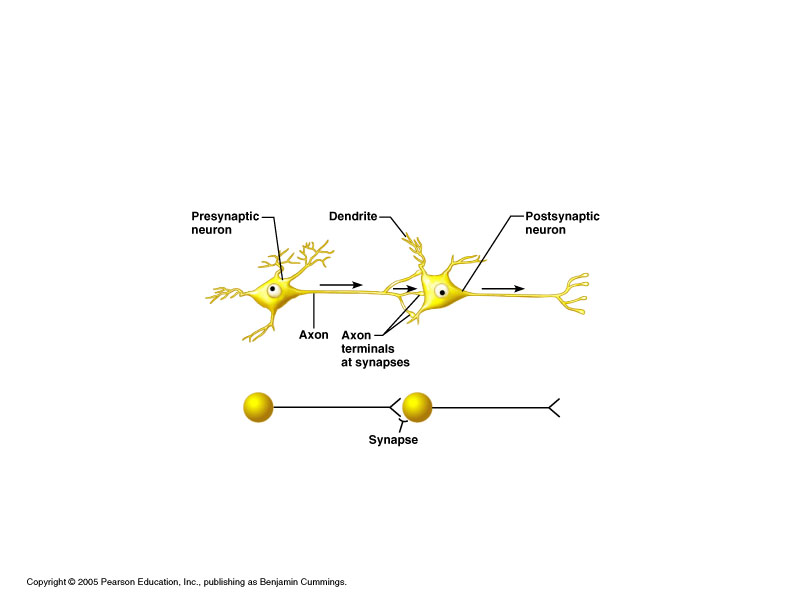 Presynaptic
neuron
Dendrite
Postsynaptic
neuron
Axon
Axon
terminals
at synapses
Synapse
Copyright © 2005 Pearson Education, Inc., publishing as Benjamin Cummings.